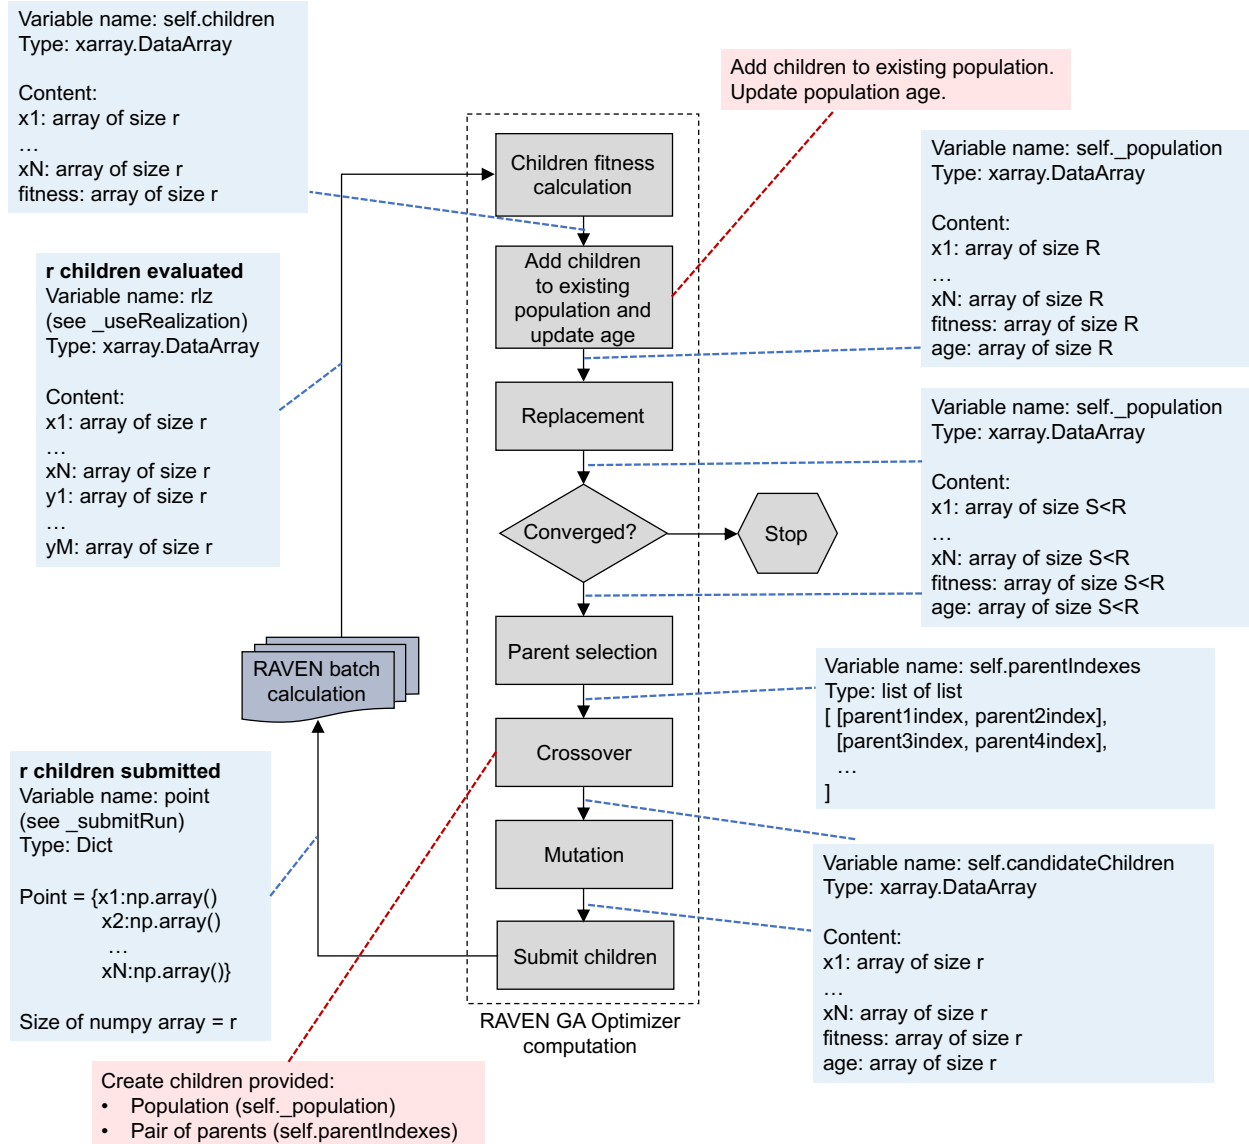 Variable name: self.children
Type: xarray.DataArray
Content:
x1: array of size r
…
xN: array of size r
fitness: array of size r
Add children to existing population.
Update population age.
Children fitness
calculation
Variable name: self._population
Type: xarray.DataArray
Content:
x1: array of size R
…
xN: array of size R
fitness: array of size R
age: array of size R
r children evaluated
Variable name: rlz
(see _useRealization)
Type: xarray.DataArray
Content:
x1: array of size r
…
xN: array of size r
y1: array of size r
…
yM: array of size r
Add children
to existing
population and
update age
Replacement
Variable name: self._population
Type: xarray.DataArray
Content:
x1: array of size S<R
…
xN: array of size S<R
fitness: array of size S<R
age: array of size S<R
Converged?
Stop
Parent selection
RAVEN batch
calculation
Variable name: self.parentIndexes
Type: list of list
[ [parent1index, parent2index],
[parent3index, parent4index],
…
]
Crossover
r children submitted
Variable name: point
(see _submitRun)
Type: Dict
Point = {x1:np.array()
x2:np.array()
…
xN:np.array()}
Size of numpy array = r
Mutation
Variable name: self.candidateChildren
Type: xarray.DataArray
Content:
x1: array of size r
…
xN: array of size r
fitness: array of size r
age: array of size r
Submit children
RAVEN GA Optimizer
computation
Create children provided:
• Population (self._population)
• Pair of parents (self.parentIndexes)